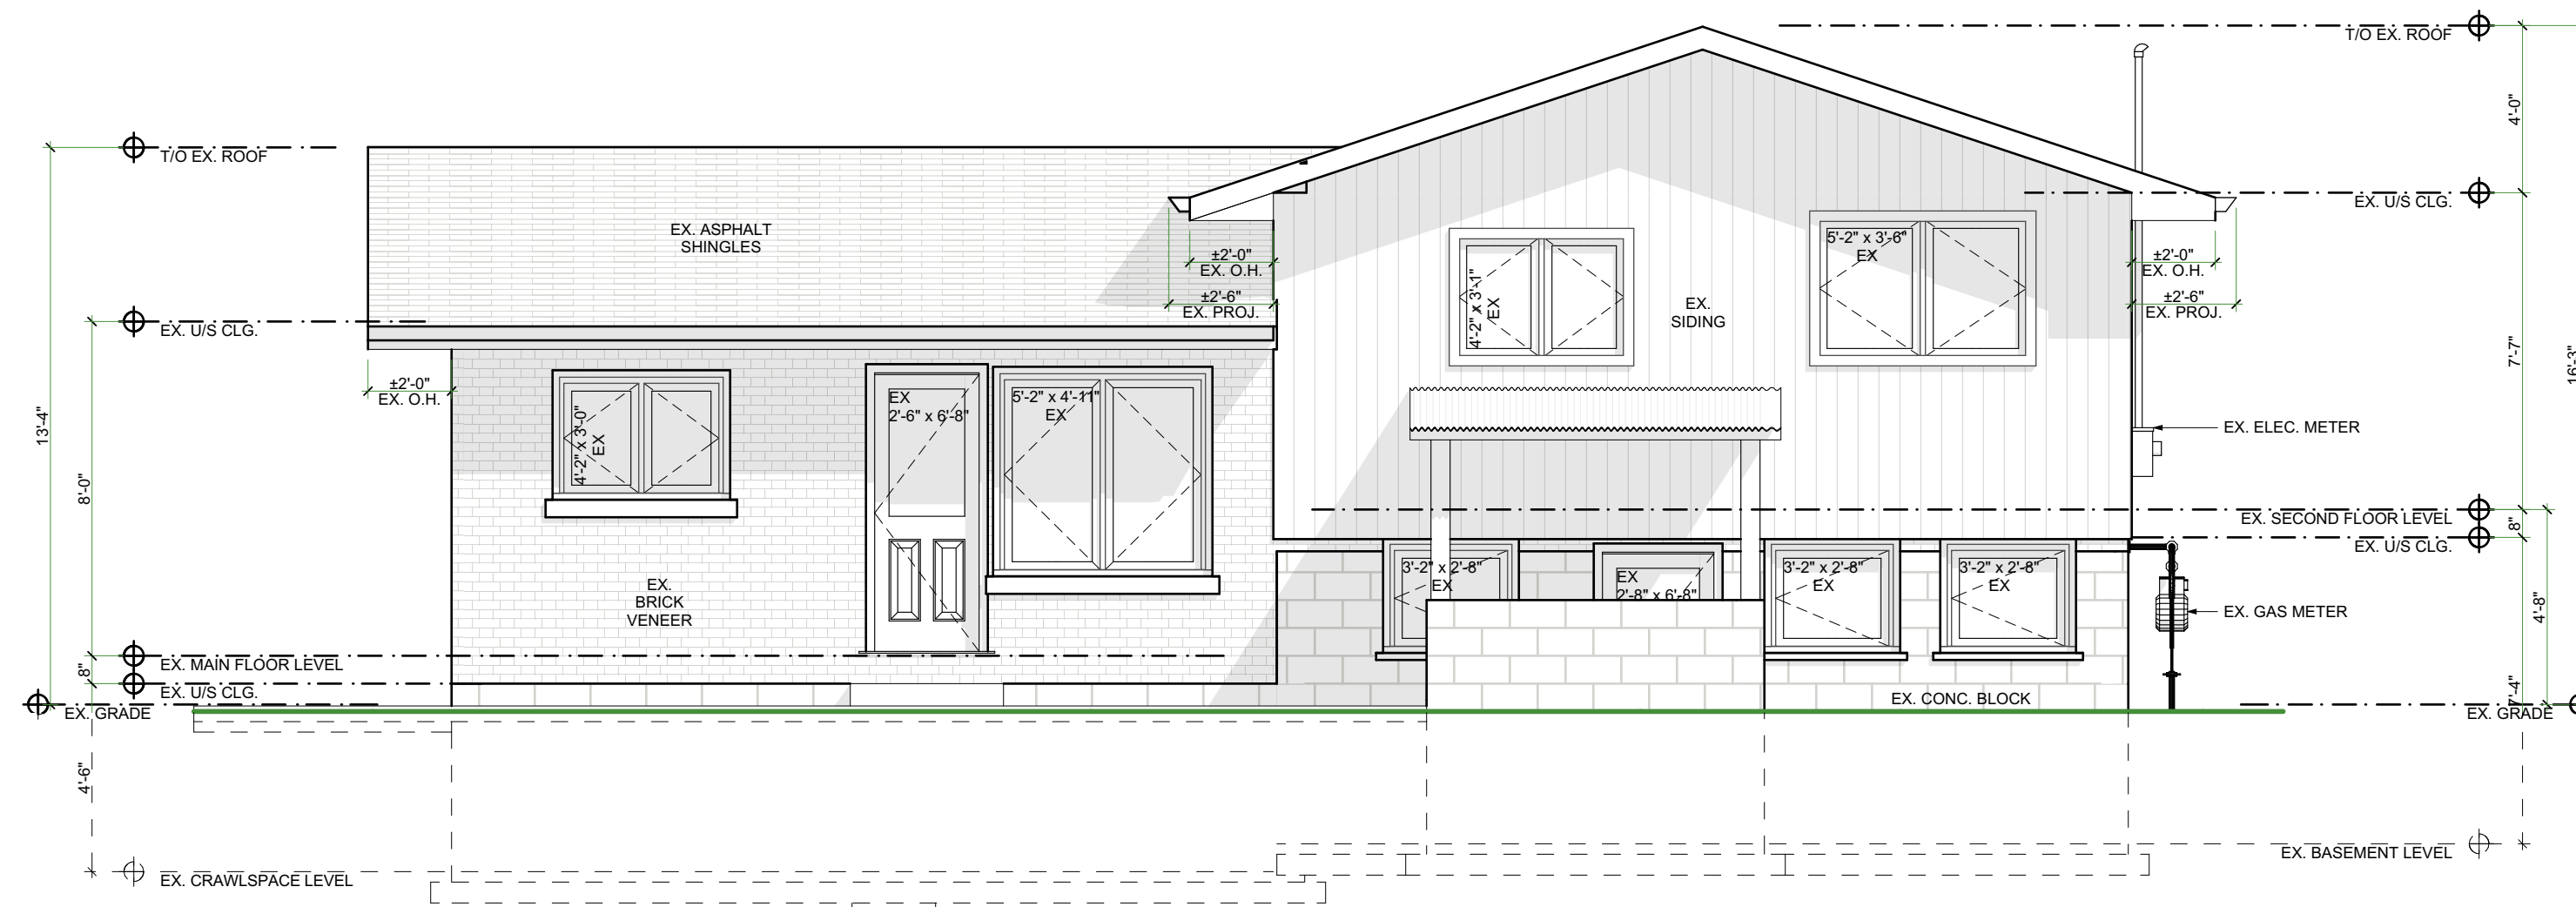 T/O EX. ROOF
4'-0"
T/O EX. ROOF
EX. U/S CLG.
EX. ASPHALT
SHINGLES
5'-2" x 3'-6"
EX
±2'-0"
EX. O.H.
±2'-0"
EX. O.H.
4'-2" x 3'-1"
EX
±2'-6"
EX. PROJ.
EX.
SIDING
±2'-6"
EX. PROJ.
EX. U/S CLG.
7'-7"
16'-3"
±2'-0"
EX. O.H.
13'-4"
8'-0"
4'-2" x 3'-0"
EX
EX
2'-6" x 6'-8"
5'-2" x 4'-11"
EX
EX. ELEC. METER
EX. SECOND FLOOR LEVEL
8"
EX. U/S CLG.
3'-2" x 2'-8"
EX
EX
2'-8" x 6'-8"
3'-2" x 2'-8"
EX
3'-2" x 2'-8"
EX
EX.
BRICK
VENEER
EX. GAS METER
4'-8"
EX. MAIN FLOOR LEVEL
8"
EX. U/S CLG.
EX. CONC. BLOCK
7'-4"
EX. GRADE
EX. GRADE
4'-6"
EX. BASEMENT LEVEL
EX. CRAWLSPACE LEVEL